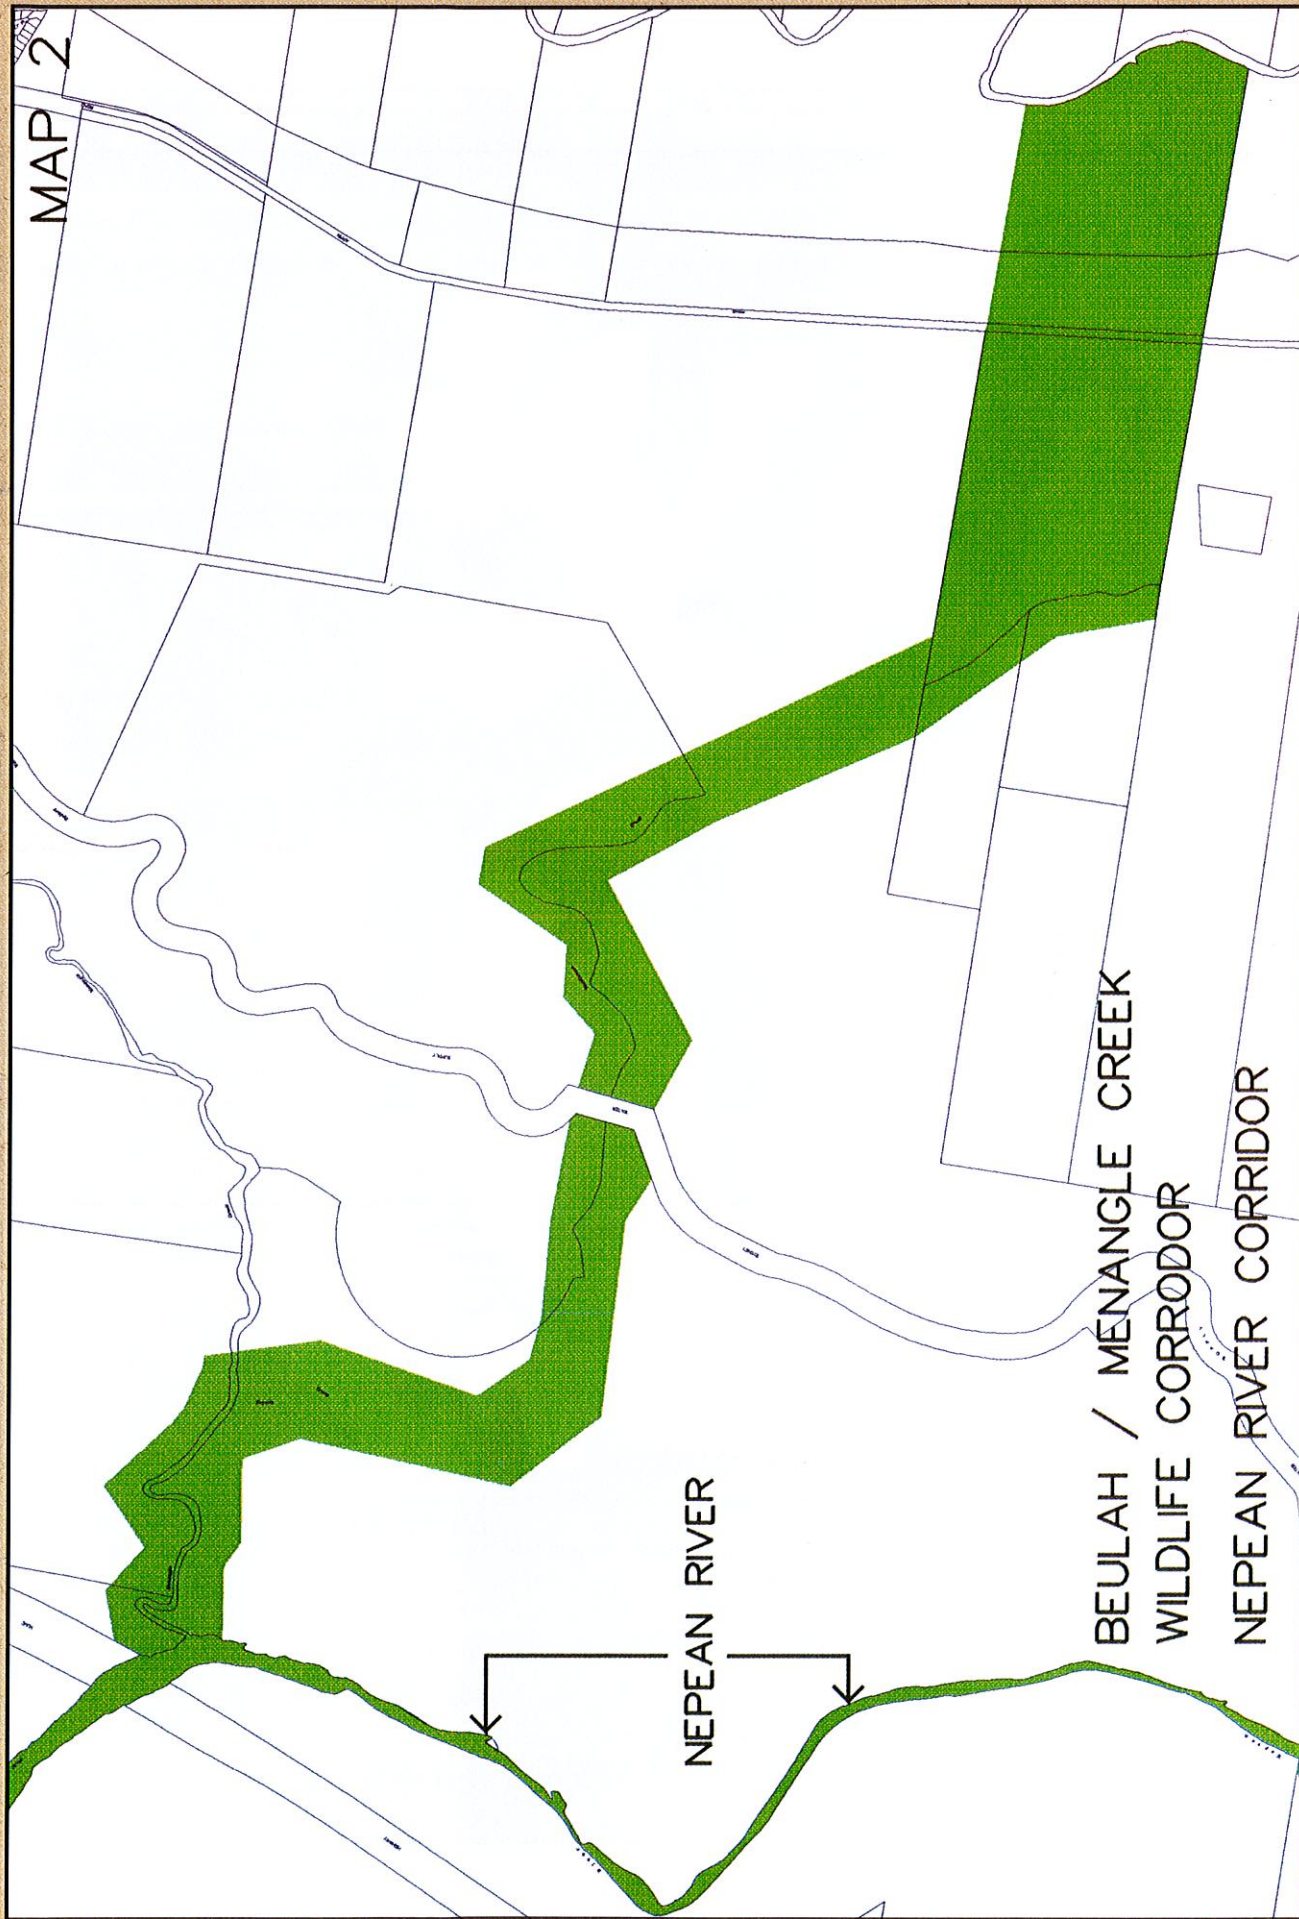 MAP 2
NEPEAN RIVER
BEULAH / MENANGLE CREEK
WILDLIFE CORRODOR
NEPEAN RIVER CORRIDOR